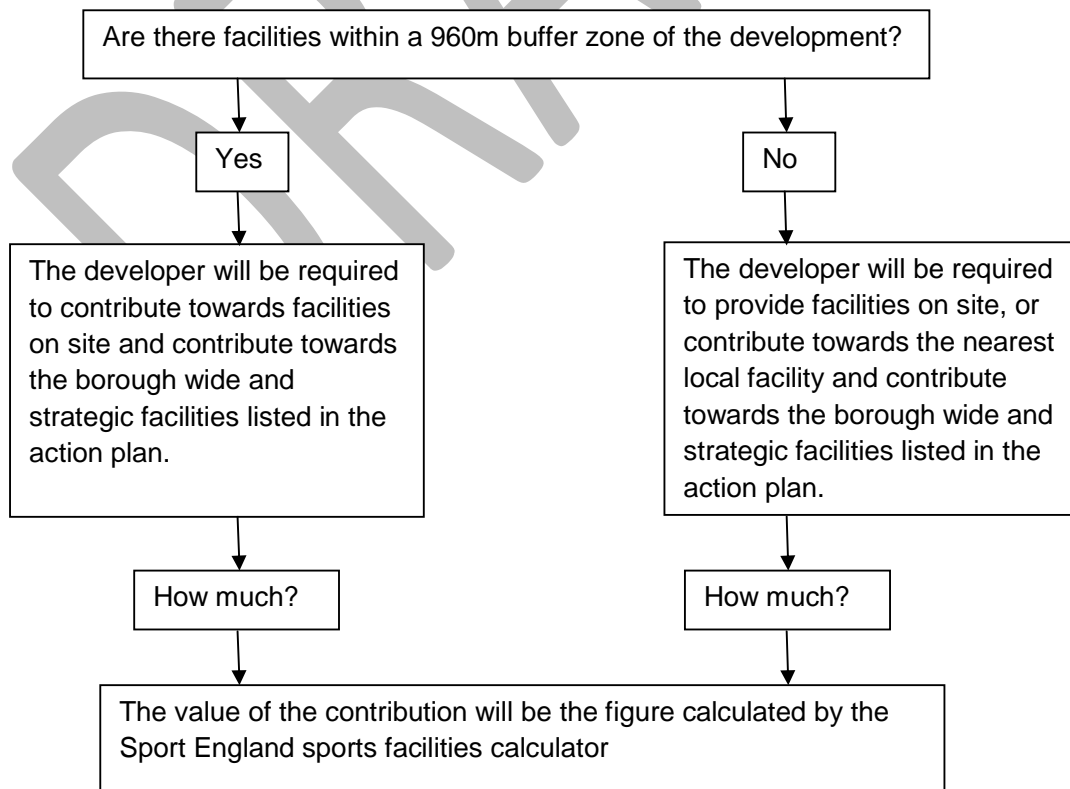 Are there facilities within a 960m buffer zone of the development?
Yes
No
The developer will be required
to contribute towards facilities
on site and contribute towards
the borough wide and
strategic facilities listed in the
action plan.
The developer will be required
to provide facilities on site, or
contribute towards the nearest
local facility and contribute
towards the borough wide and
strategic facilities listed in the
action plan.
How much?
How much?
The value of the contribution will be the figure calculated by the
Sport England sports facilities calculator